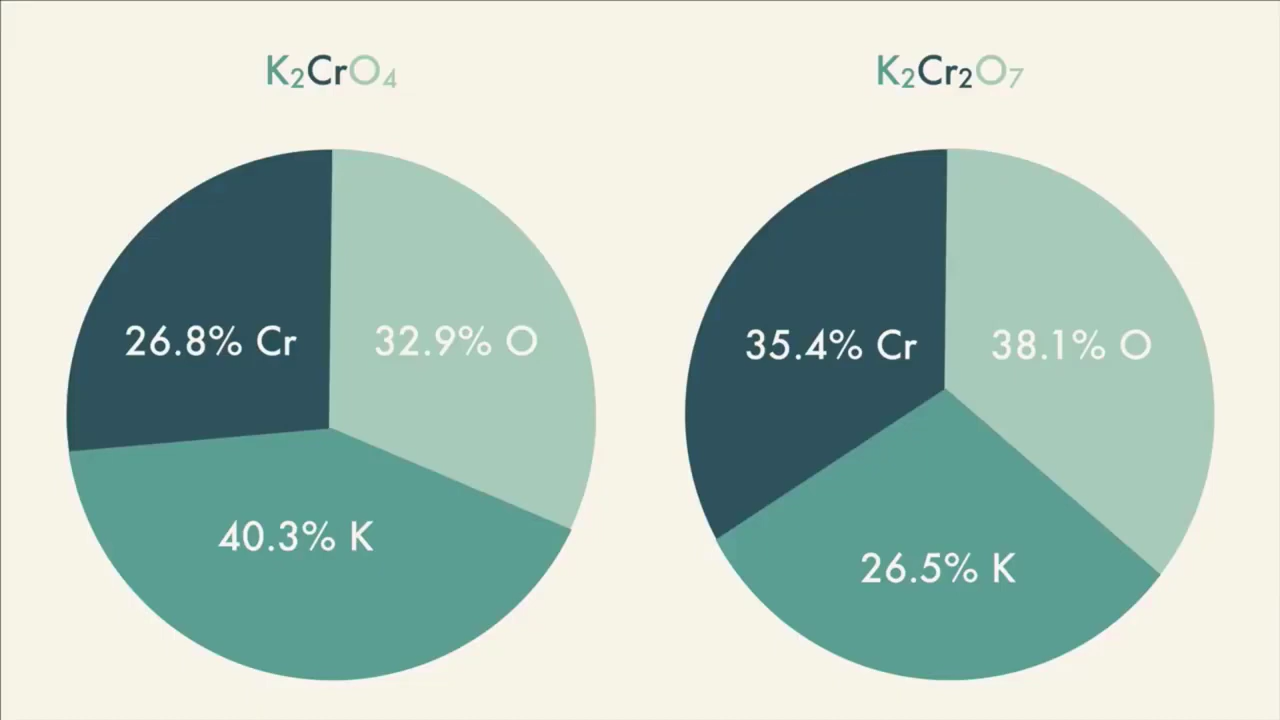 K₂CrO₄
K₂Cr₂O₇
26.8% Cr
32.9% O
40.3% K
35.4% Cr
38.1% O
26.5% K